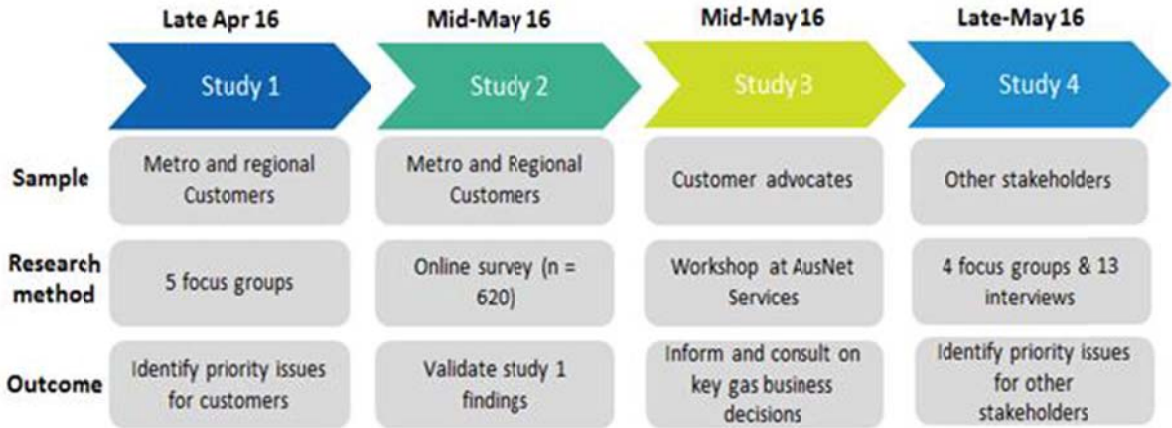 Late Apr 16
Mid-May 16
Mid-May 16
Late-May 16
Study 1
Study 2
Study 3
Study 4
Sample
Metro and regional
Customers
Metro and Regional
Customers
Customer advocates
Other stakeholders
Research
method
5 focus groups
Online survey (n =
620)
Workshop at AusNet
Services
4 focus groups & 13
interviews
Outcome
Identify priority issues
for customers
Validate study 1
findings
Inform and consult on
key gas business
decisions
Identify priority issues
for other
stakeholders